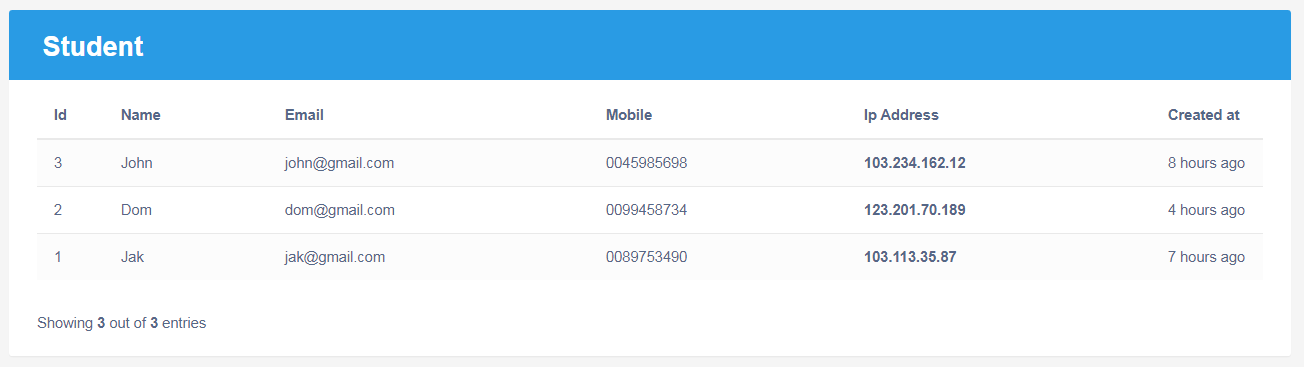 Student
Id Name Email Mobile Ip Address Created at
3 John john@gmail.com 0045985698 103.234.162.12 8 hours ago
2 Dom dom@gmail.com 0099458734 123.201.70.189 4 hours ago
1 Jak jak@gmail.com 0089753490 103.113.35.87 7 hours ago
Showing 3 out of 3 entries